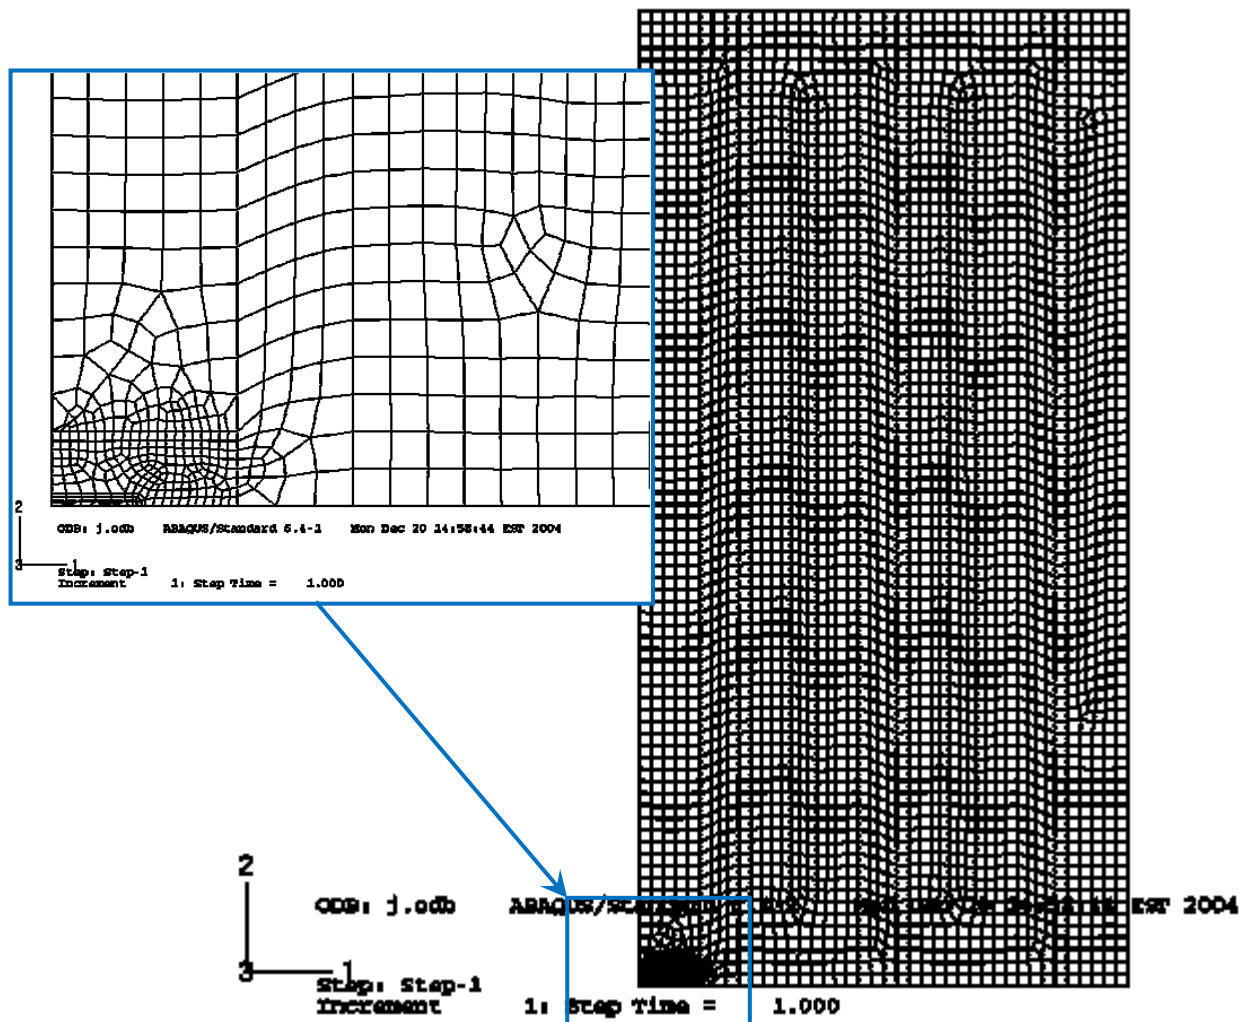 2
3 1
ODB: j.odb ABAQUS/Standard 6.4-1 Mon Dec 20 14:58:44 EST 2004
Step: Step-1
Increment 1: Step Time = 1.000
2
3 1
ODB: j.odb ABAQUS/Standard EST 2004
Step: Step-1
Increment 1: Step Time = 1.000